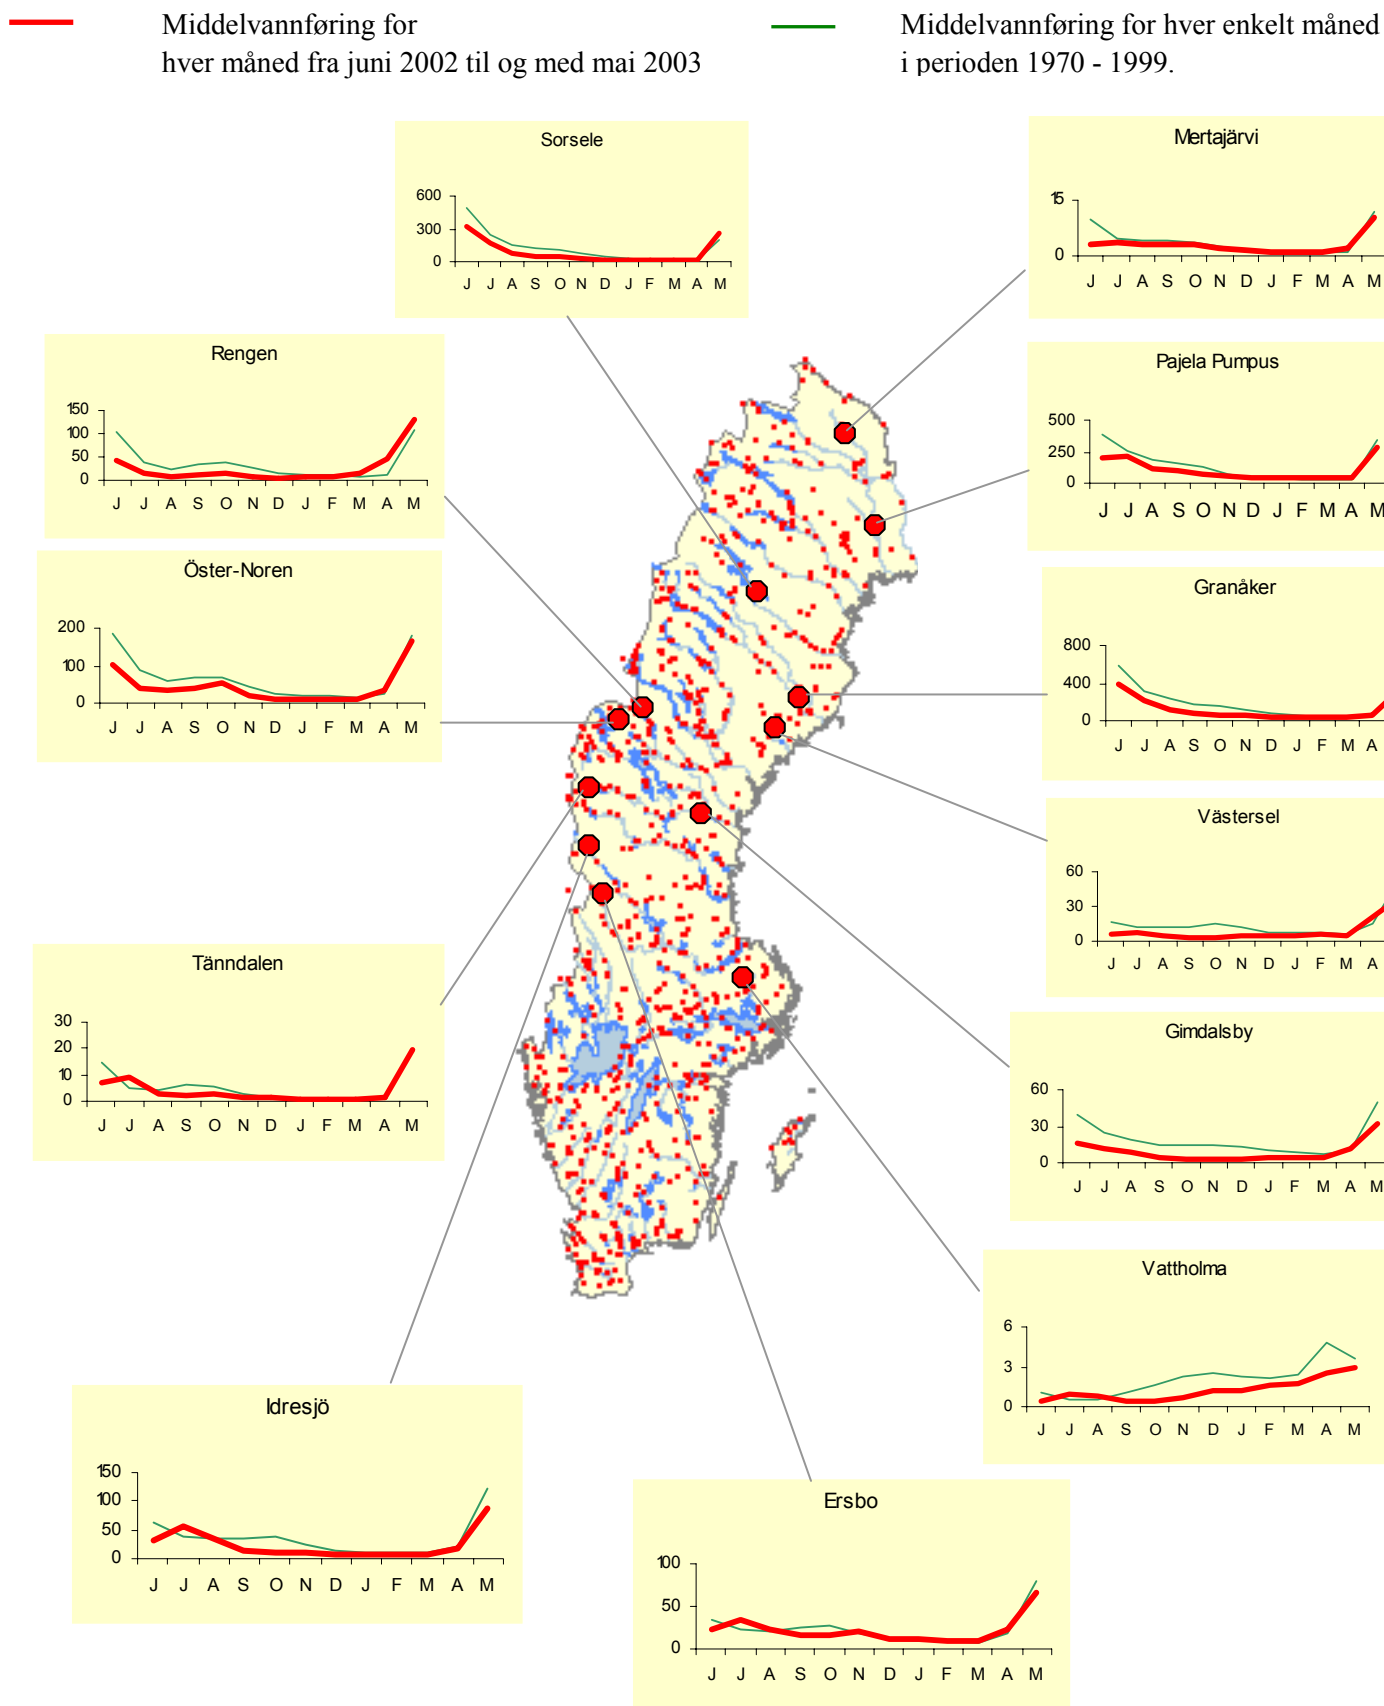 Middelvannføring for
hver måned fra juni 2002 til og med mai 2003
Middelvannføring for hver enkelt måned
i perioden 1970 - 1999.
Sorsele
600
300
0
J J A S O N D J F M A M
Mertajärvi
15
0
J J A S O N D J F M A M
Rengen
150
100
50
0
J J A S O N D J F M A M
Pajela Pumpus
500
250
0
J J A S O N D J F M A M
Öster-Noren
200
100
0
J J A S O N D J F M A M
Granåker
800
400
0
J J A S O N D J F M A
Västersel
60
30
0
J J A S O N D J F M A
Tänndalen
30
20
10
0
J J A S O N D J F M A M
Gimdalsby
60
30
0
J J A S O N D J F M A M
Vattholma
6
3
0
J J A S O N D J F M A M
Idresjö
150
100
50
0
J J A S O N D J F M A M
Ersbo
100
50
0
J J A S O N D J F M A M